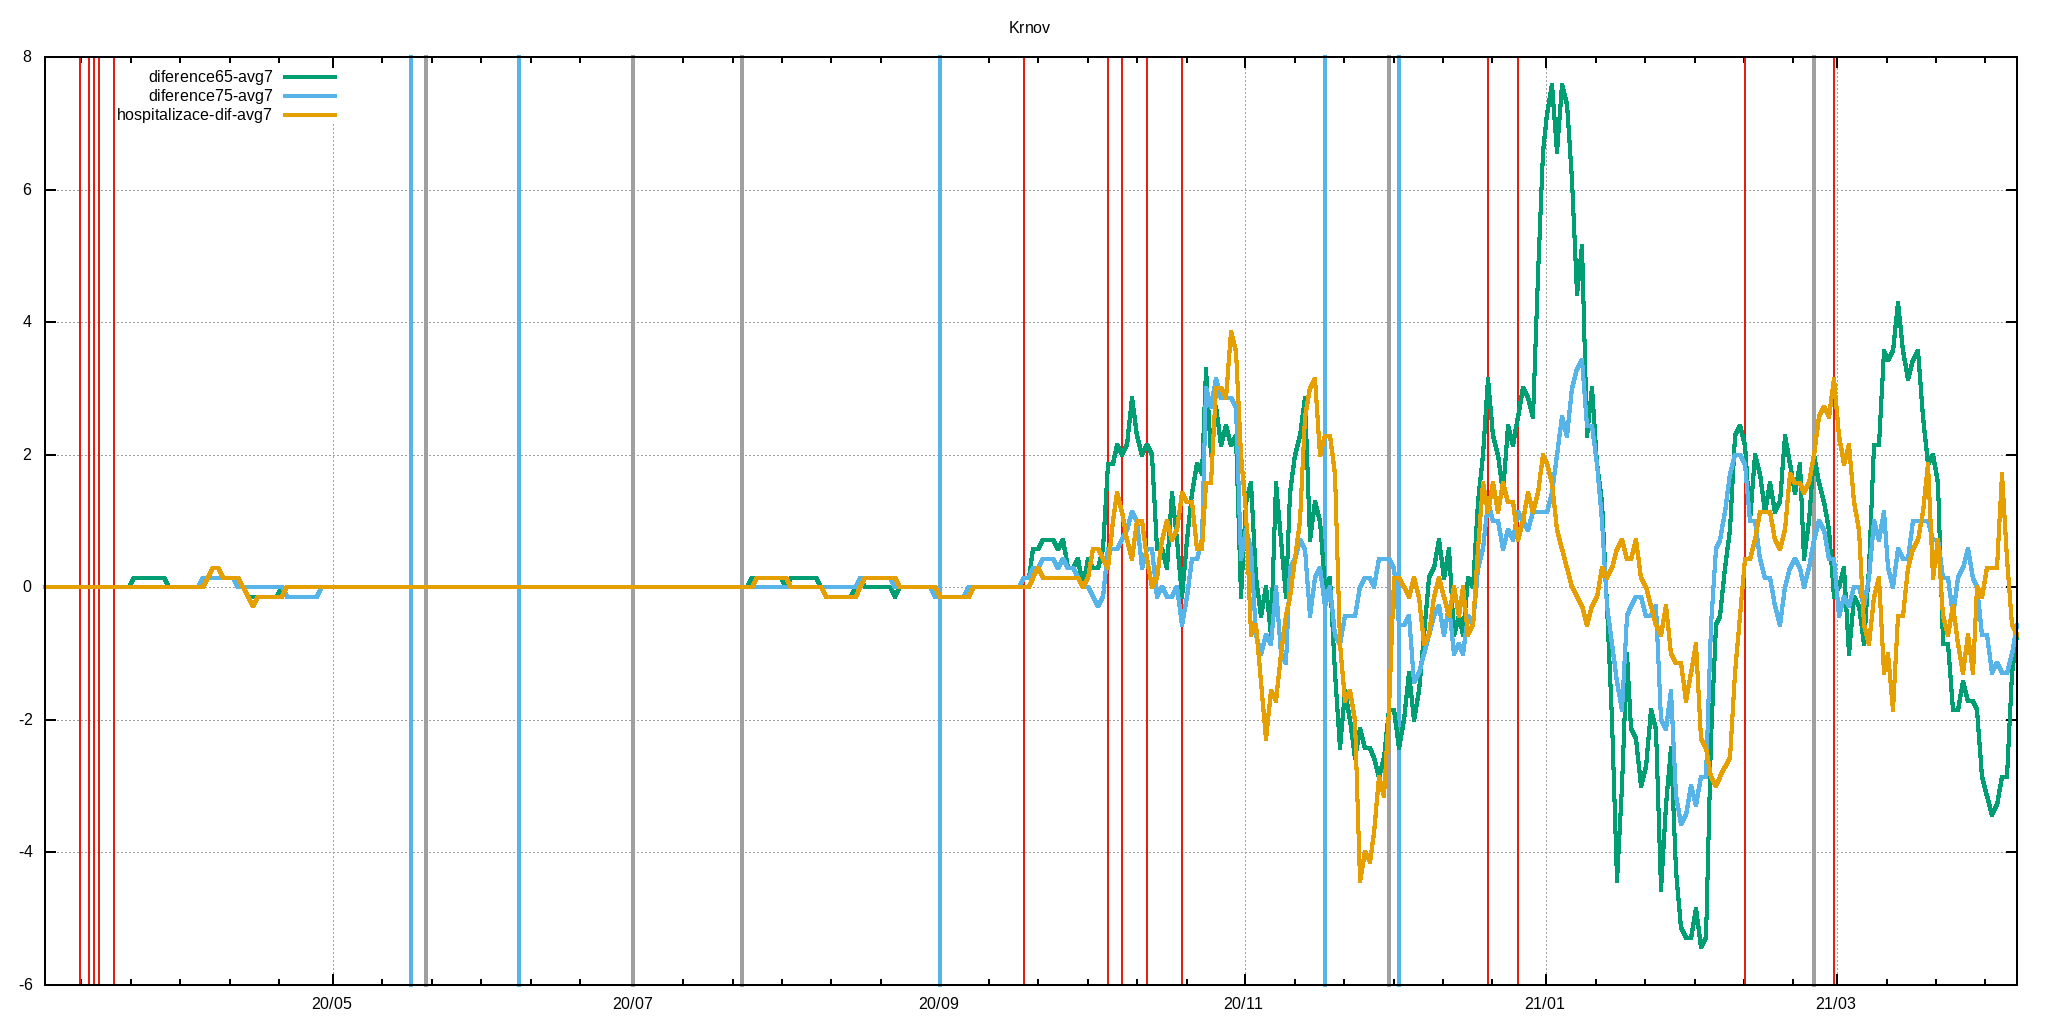 Krnov
8
diference65-avg7
diference75-avg7
hospitalizace-dif-avg7
6
4
2
0
-2
-4
-6
20/05 20/07 20/09 20/11 21/01 21/03